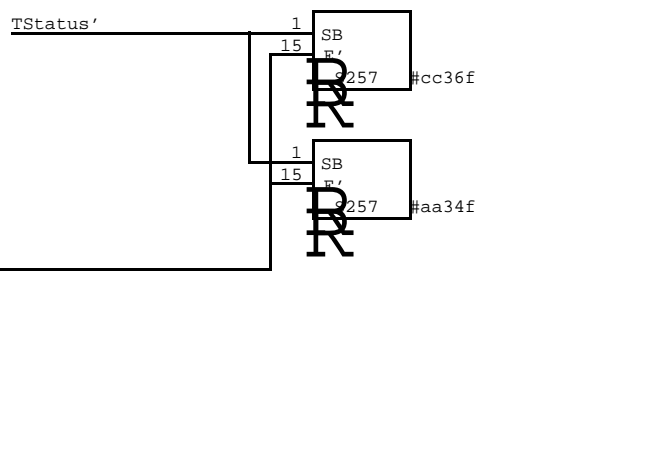 TStatus’
1
SB
15
E’
R
S257 #cc36f
R
1
SB
15
E’
R
S257 #aa34f
R